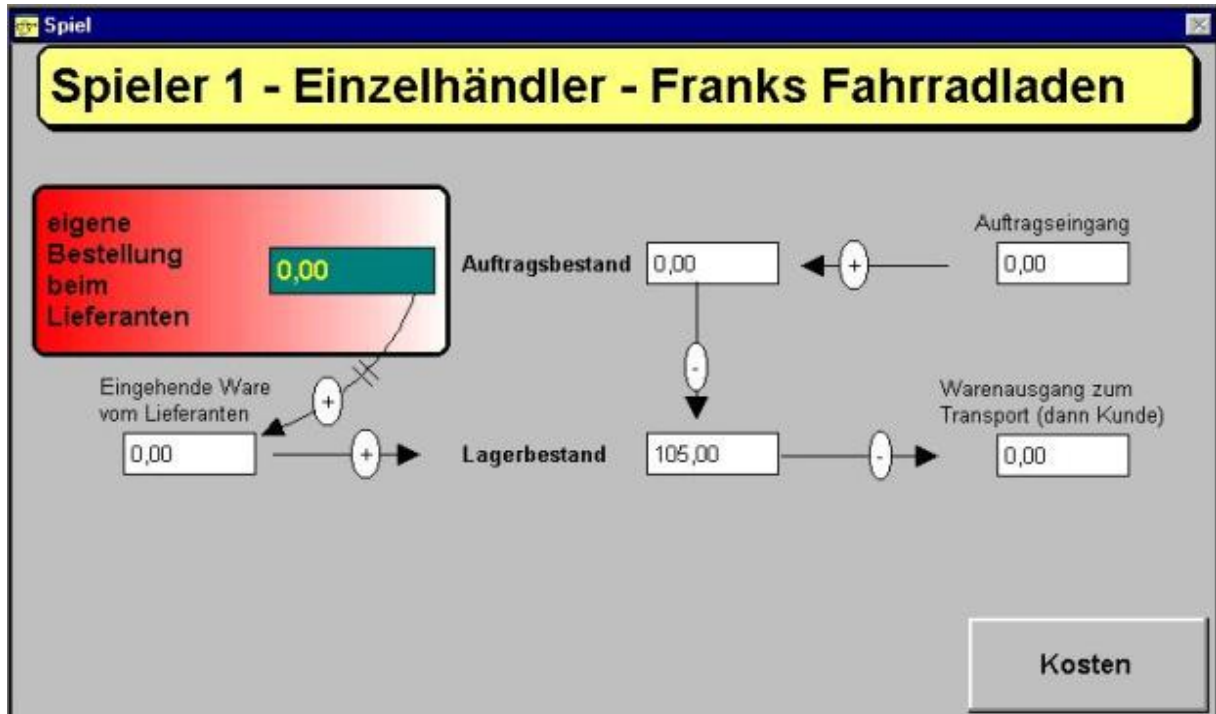 Spiel
Spieler 1 - Einzelhändler - Franks Fahrradladen
eigene
Bestellung
beim
Lieferanten
0,00
Auftragsbestand
0,00
+
Auftragseingang
0,00
-
Eingehende Ware
vom Lieferanten
0,00
+
+
Lagerbestand
105,00
-
Warenausgang zum
Transport (dann Kunde)
0,00
Kosten